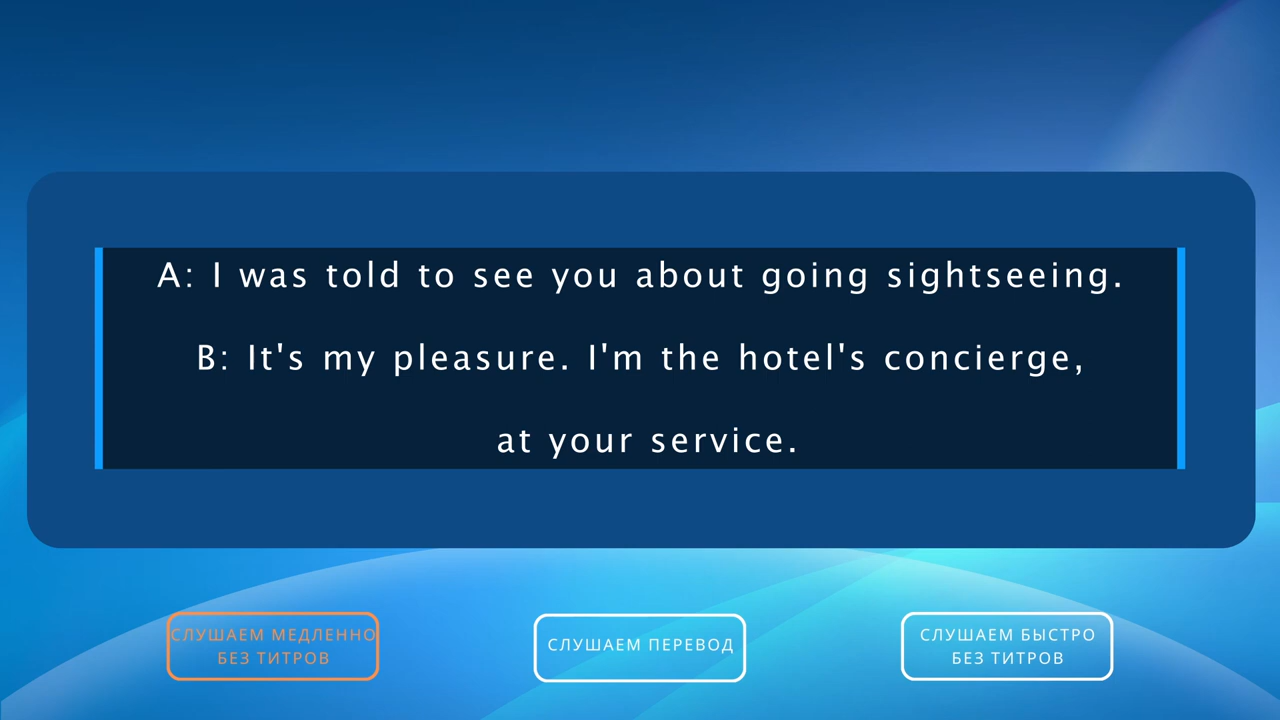 A: I was told to see you about going sightseeing.
B: It's my pleasure. I'm the hotel's concierge,
at your service.
СЛУШАЕМ МЕДЛЕННО
БЕЗ ТИТРОВ
СЛУШАЕМ ПЕРЕВОД
СЛУШАЕМ БЫСТРО
БЕЗ ТИТРОВ